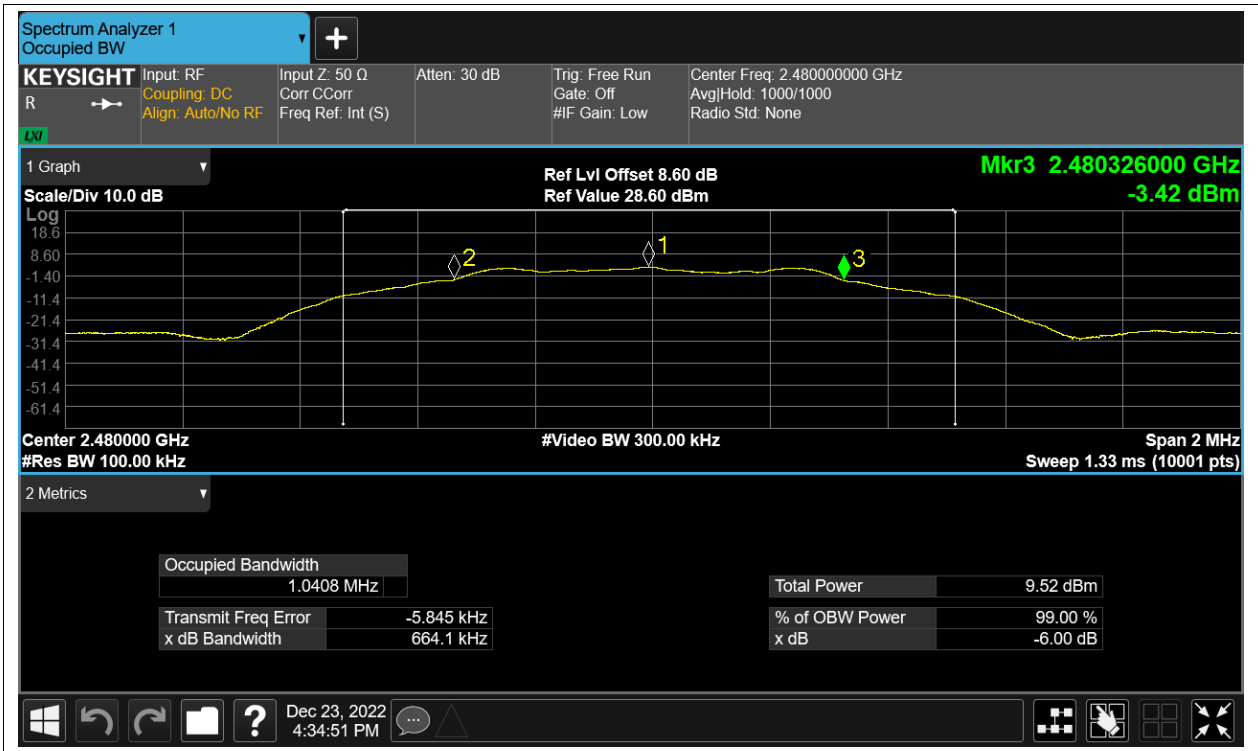 Spectrum Analyzer 1
Occupied BW
KEYSIGHT
R
LXI
Input: RF
Coupling: DC
Align: Auto/No RF
Input Z: 50 Ω
Corr CCorr
Freq Ref: Int (S)
Atten: 30 dB
Trig: Free Run
Gate: Off
#IF Gain: Low
Center Freq: 2.480000000 GHz
Avg|Hold: 1000/1000
Radio Std: None
1 Graph
Scale/Div 10.0 dB
Ref Lvl Offset 8.60 dB
Ref Value 28.60 dBm
Mkr3 2.480326000 GHz
-3.42 dBm
Log
18.6
8.60
-1.40
-11.4
-21.4
-31.4
-41.4
-51.4
-61.4
2
1
3
Center 2.480000 GHz
#Res BW 100.00 kHz
#Video BW 300.00 kHz
Span 2 MHz
Sweep 1.33 ms (10001 pts)
2 Metrics
Occupied Bandwidth
1.0408 MHz
Transmit Freq Error -5.845 kHz
x dB Bandwidth 664.1 kHz
Total Power 9.52 dBm
% of OBW Power 99.00 %
x dB -6.00 dB
?
Dec 23, 2022
4:34:51 PM